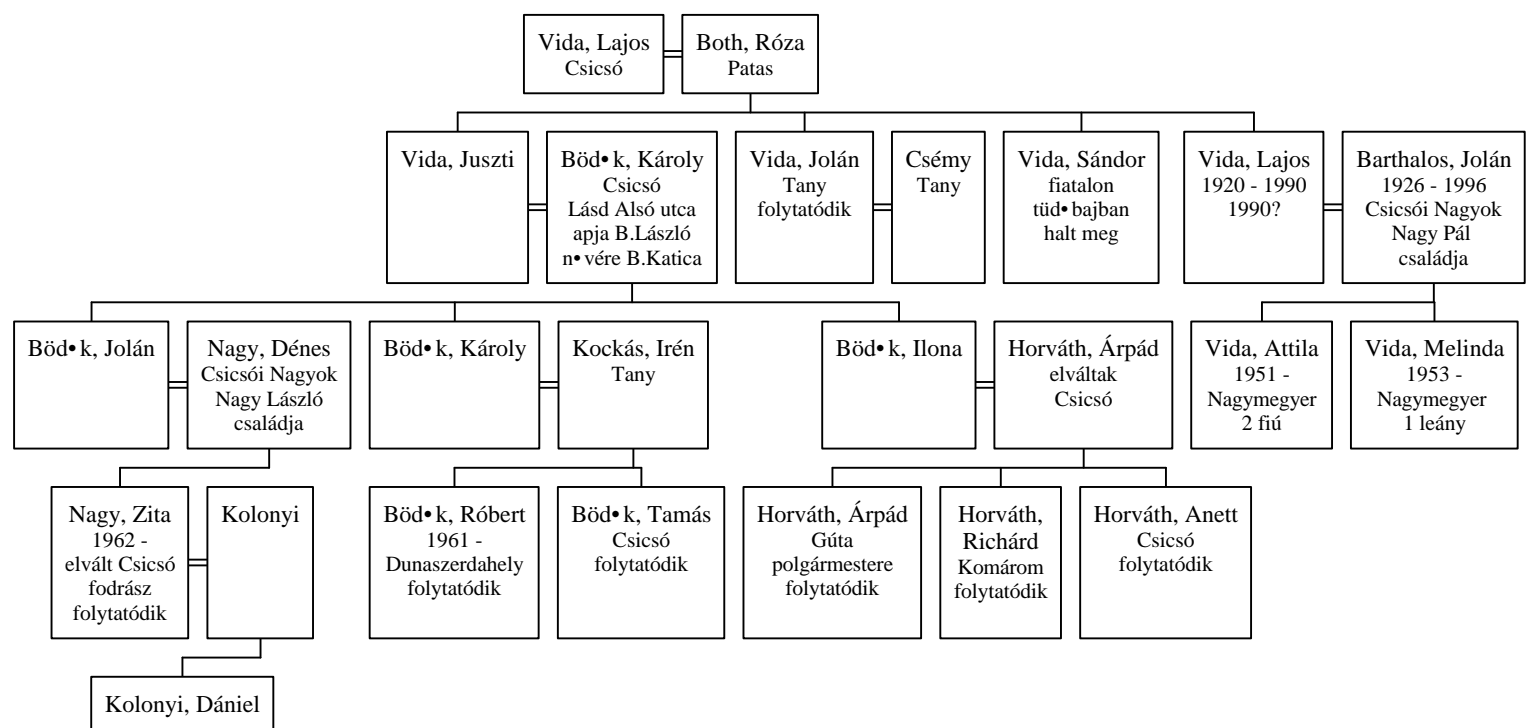 Vida, Lajos
Csicsó
Both, Róza
Patas
Vida, Juszti
Böd•k, Károly
Csicsó
Lásd Alsó utca
apja B.László
n•vére B.Katica
Vida, Jolán
Tany
folytatódik
Csémy
Tany
Vida, Sándor
fiatalon
tüd•bajban
halt meg
Vida, Lajos
1920 - 1990
1990?
Barthalos, Jolán
1926 - 1996
Csicsói Nagyok
Nagy Pál
családja
Böd•k, Jolán
Nagy, Dénes
Csicsói Nagyok
Nagy László
családja
Böd•k, Károly
Kockás, Irén
Tany
Böd•k, Ilona
Horváth, Árpád
elváltak
Csicsó
Vida, Attila
1951 -
Nagymegyer
2 fiú
Vida, Melinda
1953 -
Nagymegyer
1 leány
Nagy, Zita
1962 -
elvált Csicsó
fodrász
folytatódik
Kolonyi
Böd•k, Róbert
1961 -
Dunaszerdahely
folytatódik
Böd•k, Tamás
Csicsó
folytatódik
Horváth, Árpád
Gúta
polgármestere
folytatódik
Horváth,
Richárd
Komárom
folytatódik
Horváth, Anett
Csicsó
folytatódik
Kolonyi, Dániel